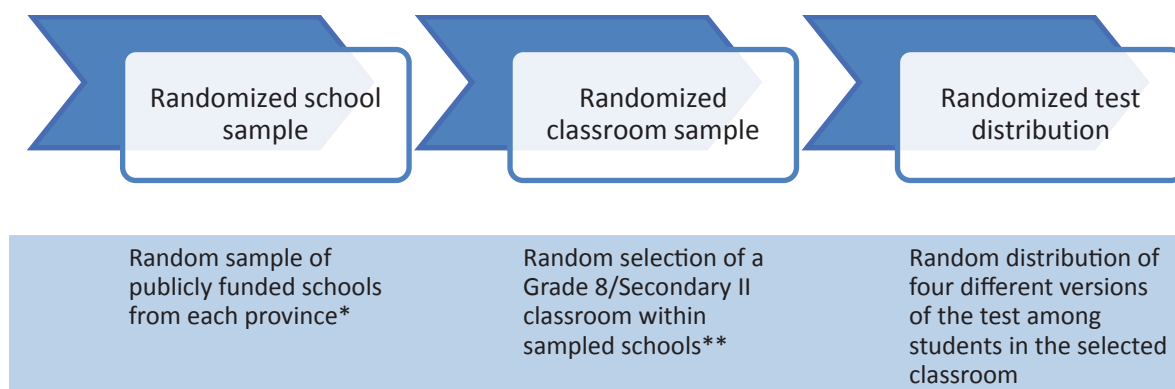 Randomized school
sample
Randomized
classroom sample
Randomized test
distribution
Random sample of
publicly funded schools
from each province*
Random selection of a
Grade 8/Secondary II
classroom within
sampled schools**
Random distribution of
four different versions
of the test among
students in the selected
classroom